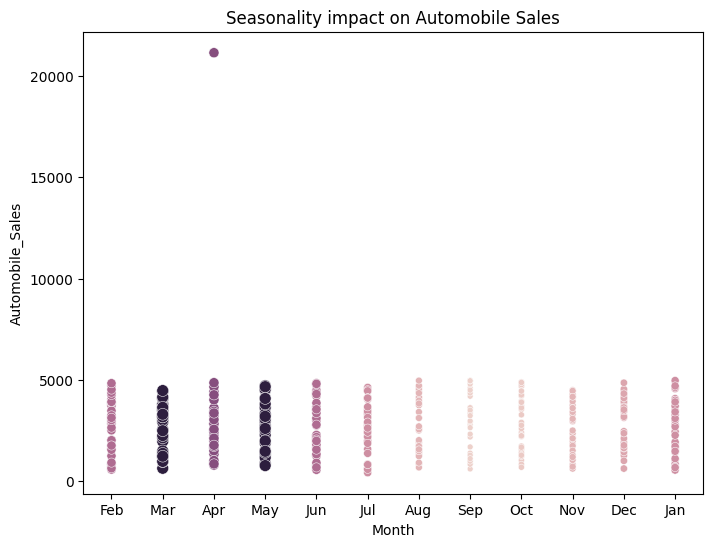 Seasonality impact on Automobile Sales
20000
15000
10000
5000
0
Automobile_Sales
Feb Mar Apr May Jun Jul Aug Sep Oct Nov Dec Jan
Month